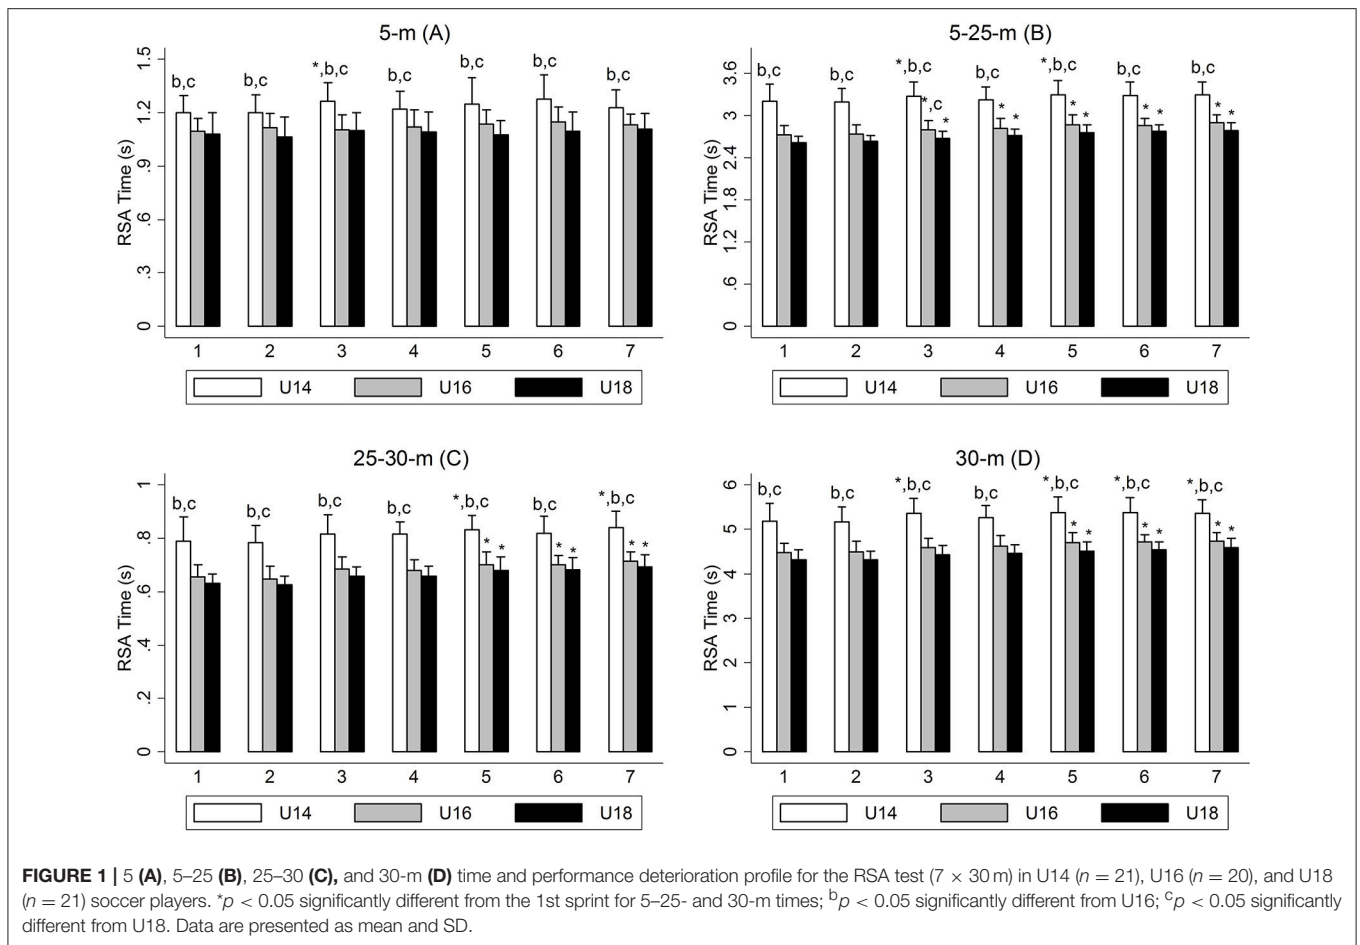 5-m (A)
RSA Time (s)
0 .3 .6 .9 1.2 1.5
b,c b,c *,b,c b,c b,c b,c b,c
1 2 3 4 5 6 7
U14 U16 U18
5-25-m (B)
RSA Time (s)
0 .6 1.2 1.8 2.4 3 3.6
b,c b,c *,b,c b,c *,b,c b,c b,c
*,c * * * * * * * * *
1 2 3 4 5 6 7
U14 U16 U18
25-30-m (C)
RSA Time (s)
0 .2 .4 .6 .8 1
b,c b,c b,c b,c *,b,c b,c *,b,c
* * * * * *
1 2 3 4 5 6 7
U14 U16 U18
30-m (D)
RSA Time (s)
0 1 2 3 4 5 6
b,c b,c *,b,c b,c *,b,c *,b,c *,b,c
* * * * * *
1 2 3 4 5 6 7
U14 U16 U18
FIGURE 1 | 5 (A), 5–25 (B), 25–30 (C), and 30-m (D) time and performance deterioration profile for the RSA test (7 × 30 m) in U14 (n = 21), U16 (n = 20), and U18
(n = 21) soccer players. *p < 0.05 significantly different from the 1st sprint for 5–25- and 30-m times; bp < 0.05 significantly different from U16; cp < 0.05 significantly
different from U18. Data are presented as mean and SD.